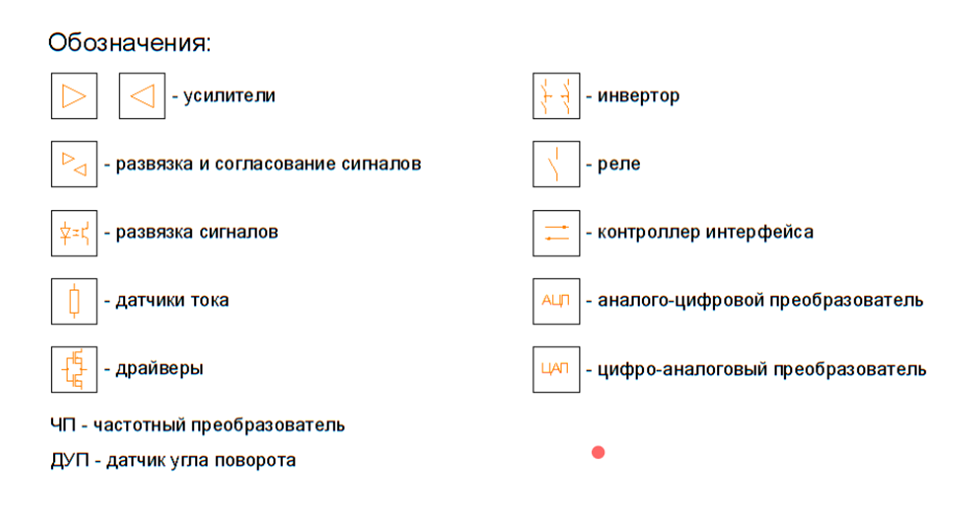 Обозначения:
- усилители
- развязка и согласование сигналов
- развязка сигналов
- датчики тока
- драйверы
ЧП - частотный преобразователь
ДУП - датчик угла поворота
- инвертор
- реле
- контроллер интерфейса
АЦП - аналого-цифровой преобразователь
ЦАП - цифро-аналоговый преобразователь